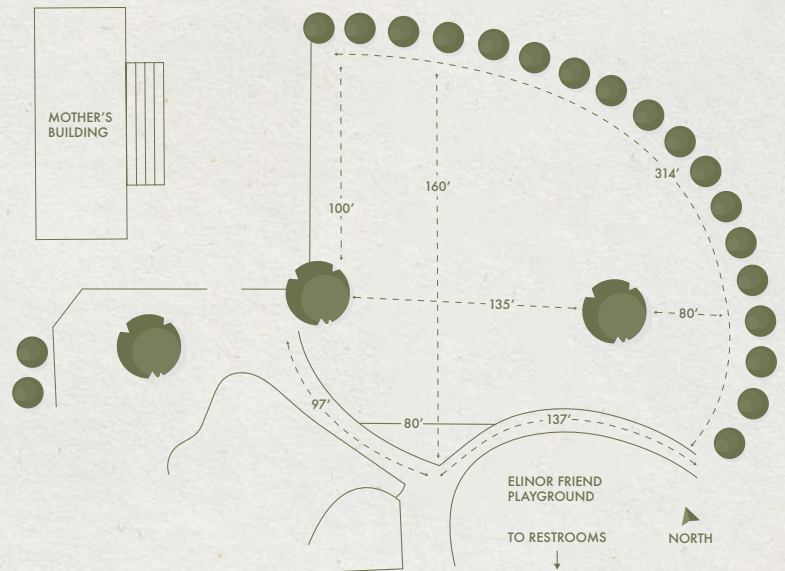 MOTHER'S
BUILDING
314'
160'
100'
135'
80'
97'
80'
137'
ELINOR FRIEND
PLAYGROUND
TO RESTROOMS
NORTH